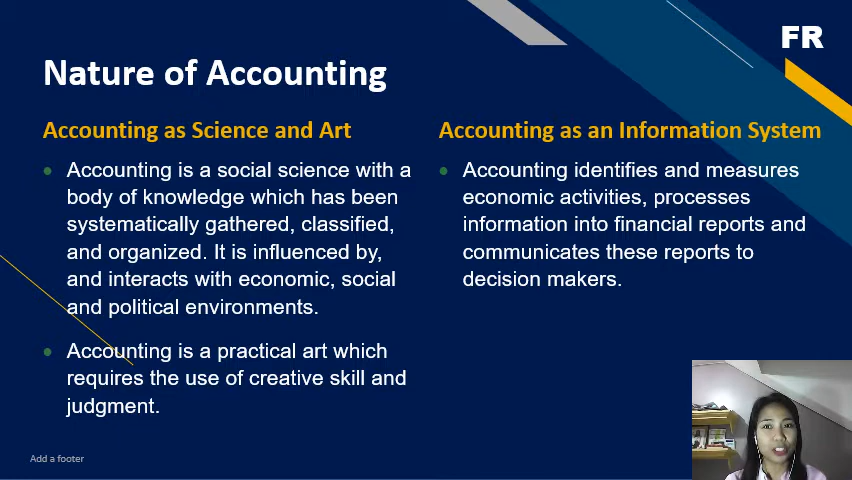 FR
Nature of Accounting
Accounting as Science and Art
Accounting is a social science with a
body of knowledge which has been
systematically gathered, classified,
and organized. It is influenced by,
and interacts with economic, social
and political environments.
Accounting is a practical art which
requires the use of creative skill and
judgment.
Accounting as an Information System
Accounting identifies and measures
economic activities, processes
information into financial reports and
communicates these reports to
decision makers.
Add a footer